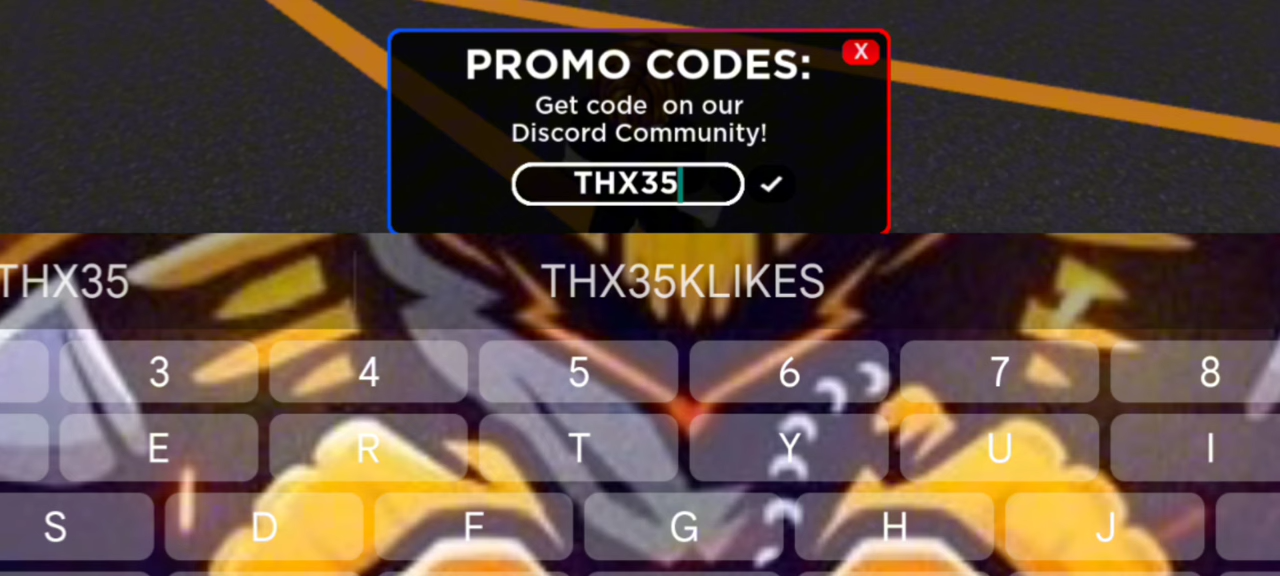 PROMO CODES:
X
Get code on our
Discord Community!
THX35
THX35 THX35KLIKES
3 4 5 6 7 8
E R T Y U I
S D F G H J